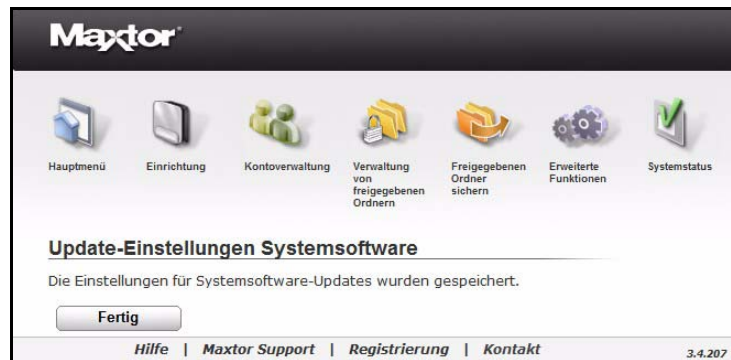 Maxtor
Hauptmenü
Einrichtung
Kontoverwaltung
Verwaltung
von
freigegebenen
Ordnern
Freigegebenen
Ordner
sichern
Erweiterte
Funktionen
Systemstatus
Update-Einstellungen Systemsoftware
Die Einstellungen für Systemsoftware-Updates wurden gespeichert.
Fertig
Hilfe | Maxtor Support | Registrierung | Kontakt 3.4.207